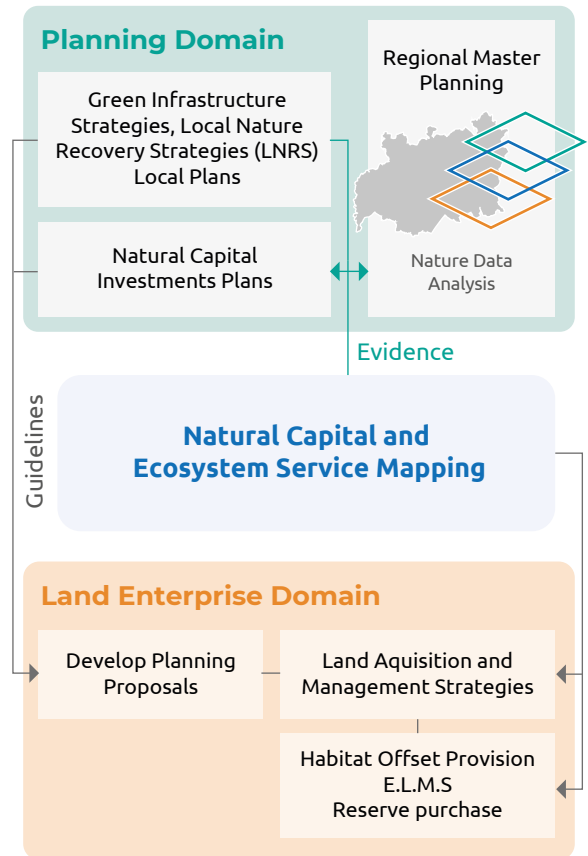 Planning Domain
Green Infrastructure
Strategies, Local Nature
Recovery Strategies (LNRS)
Local Plans
Natural Capital
Investments Plans
Regional Master
Planning
Nature Data
Analysis
Evidence
Guidelines
Natural Capital and
Ecosystem Service Mapping
Land Enterprise Domain
Develop Planning
Proposals
Land Aquisition and
Management Strategies
Habitat Offset Provision
E.L.M.S
Reserve purchase